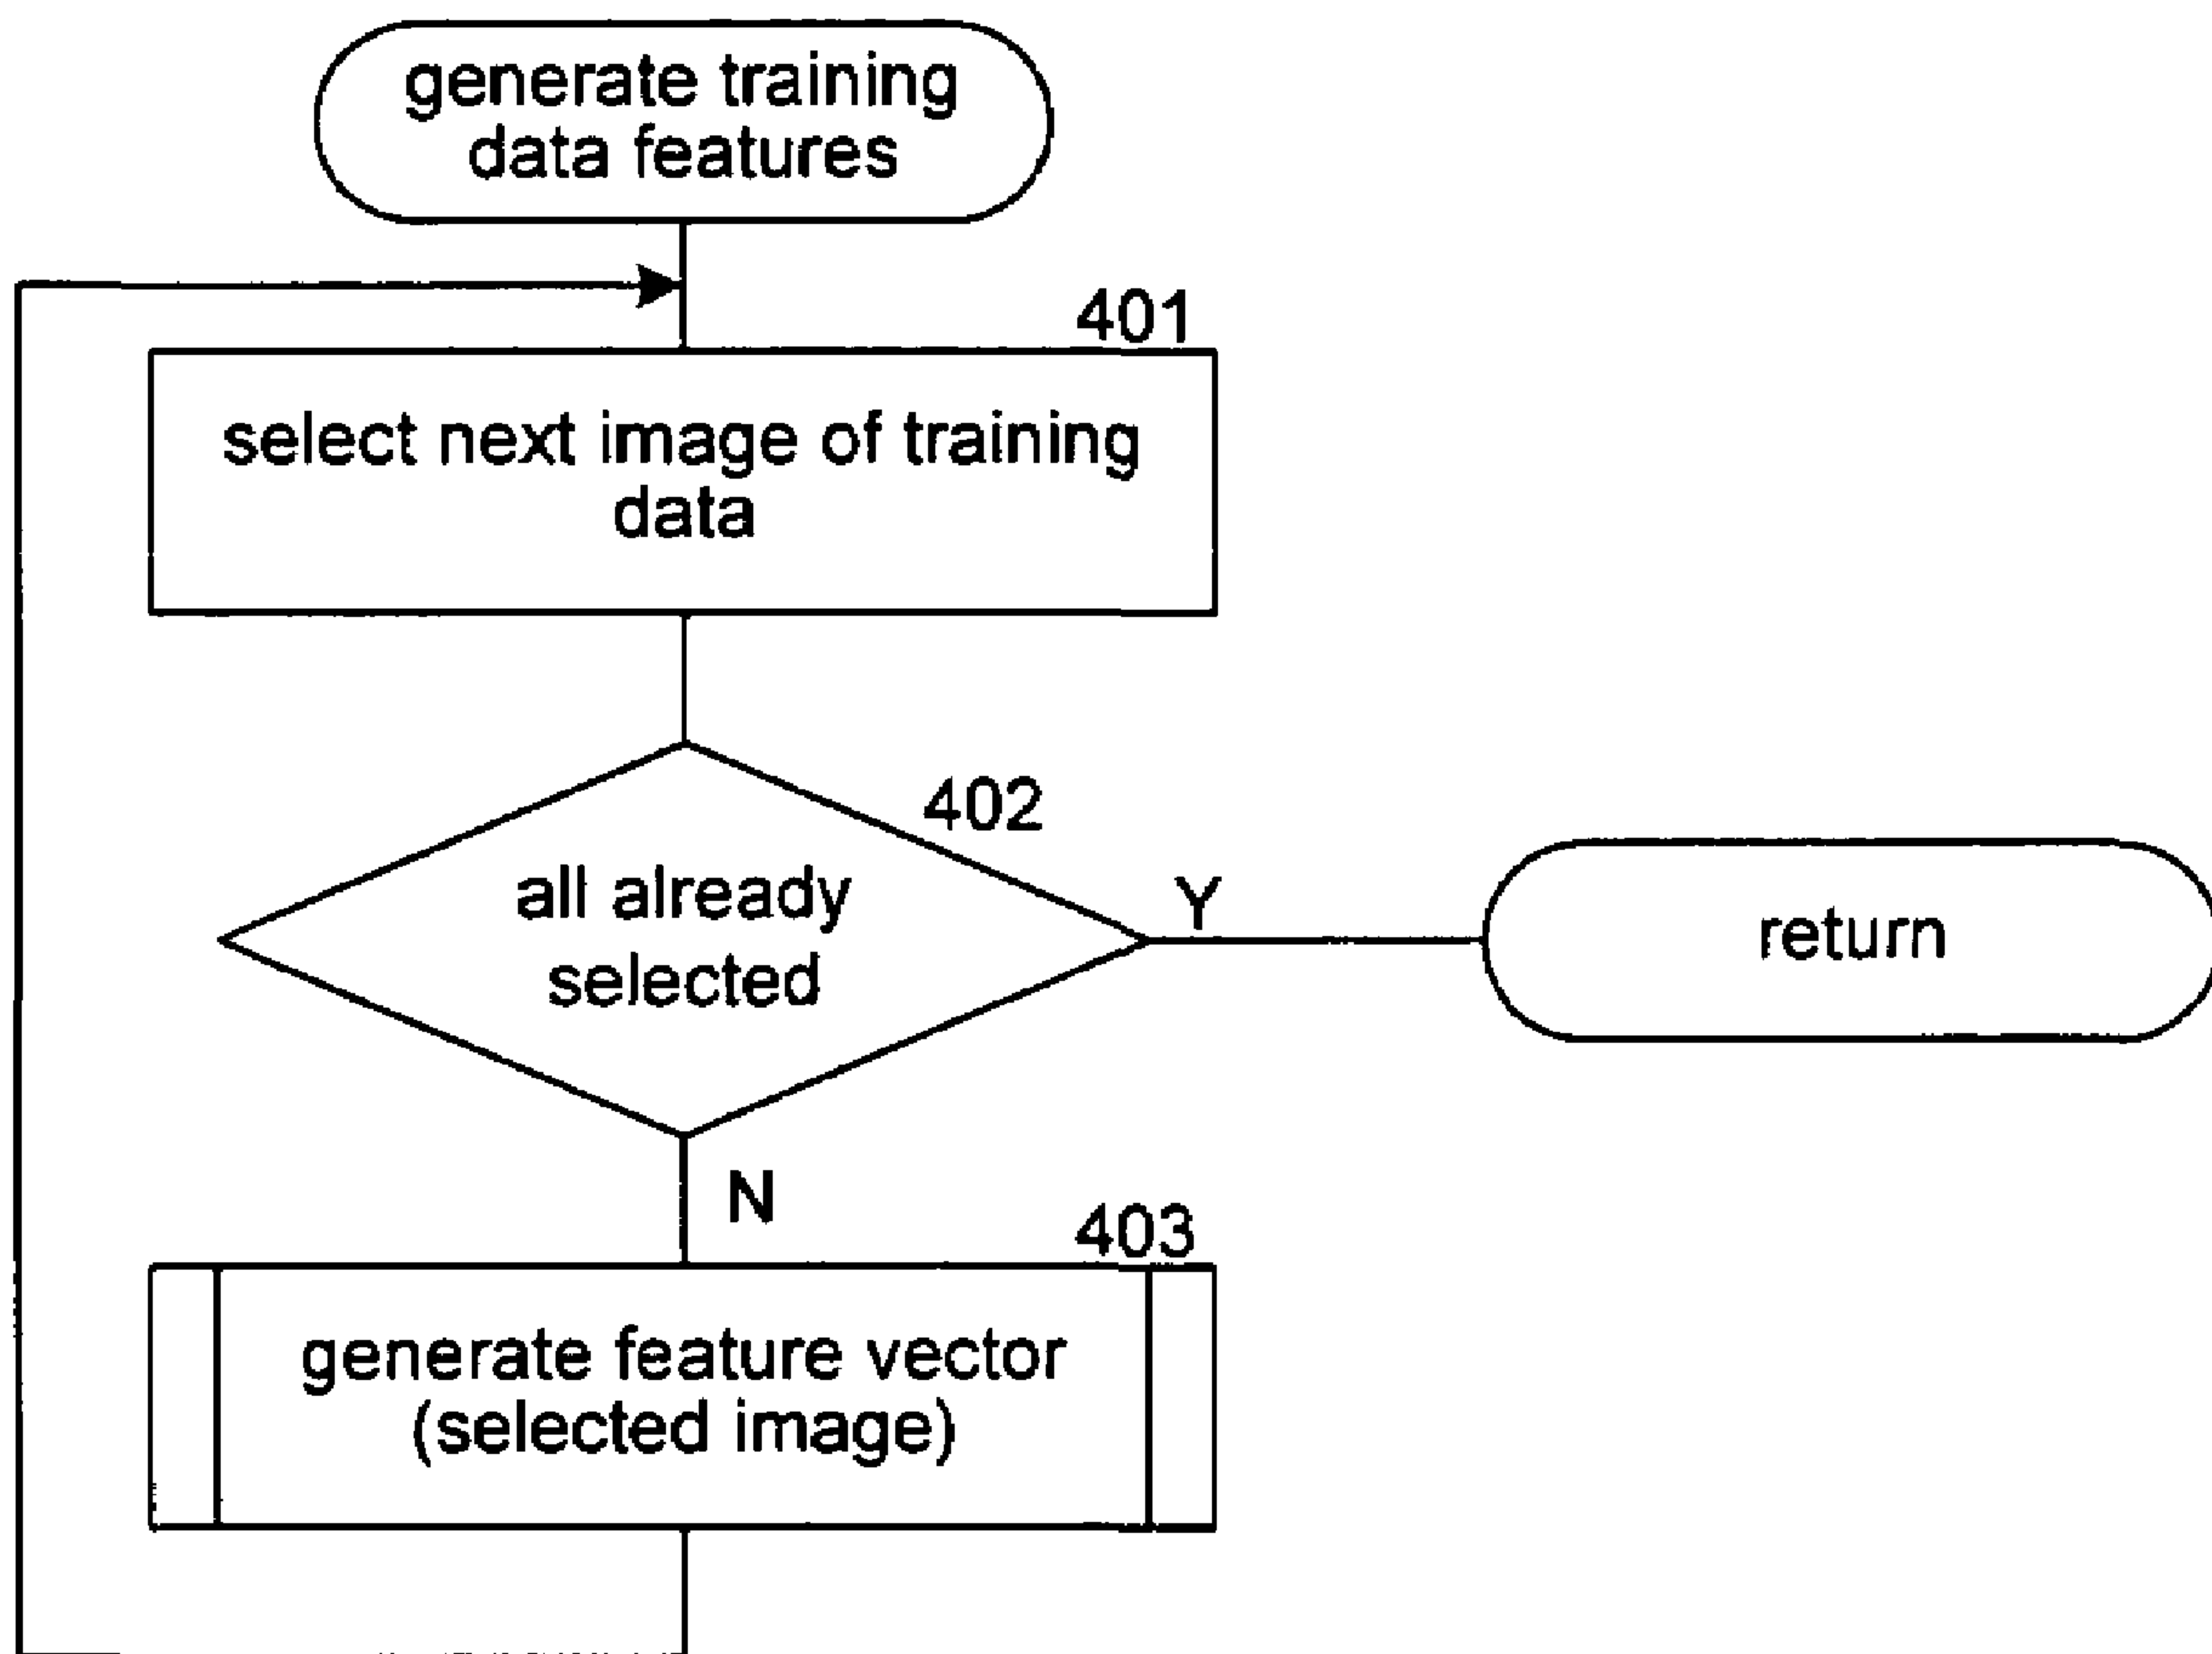 generate training
data features
401
select next image of training
data
402
all already
selected
Y
return
N
403
generate feature vector
(selected image)